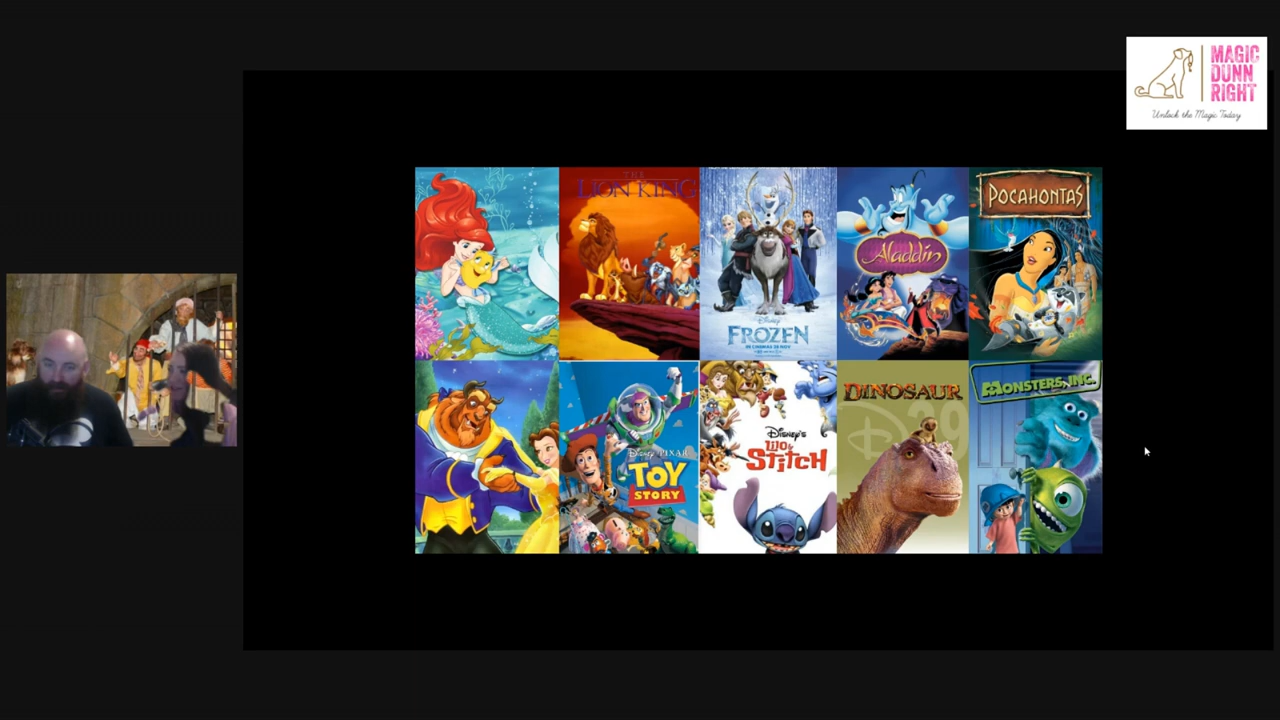 MAGIC
DUNN
RIGHT
Unlock the Magic Today
THE
LION KING
Disney
FROZEN
Aladdin
POCAHONTAS
DISNEY · PIXAR
TOY
STORY
Disney's
Lilo &
STITCH
DINOSAUR
MONSTERS, INC.